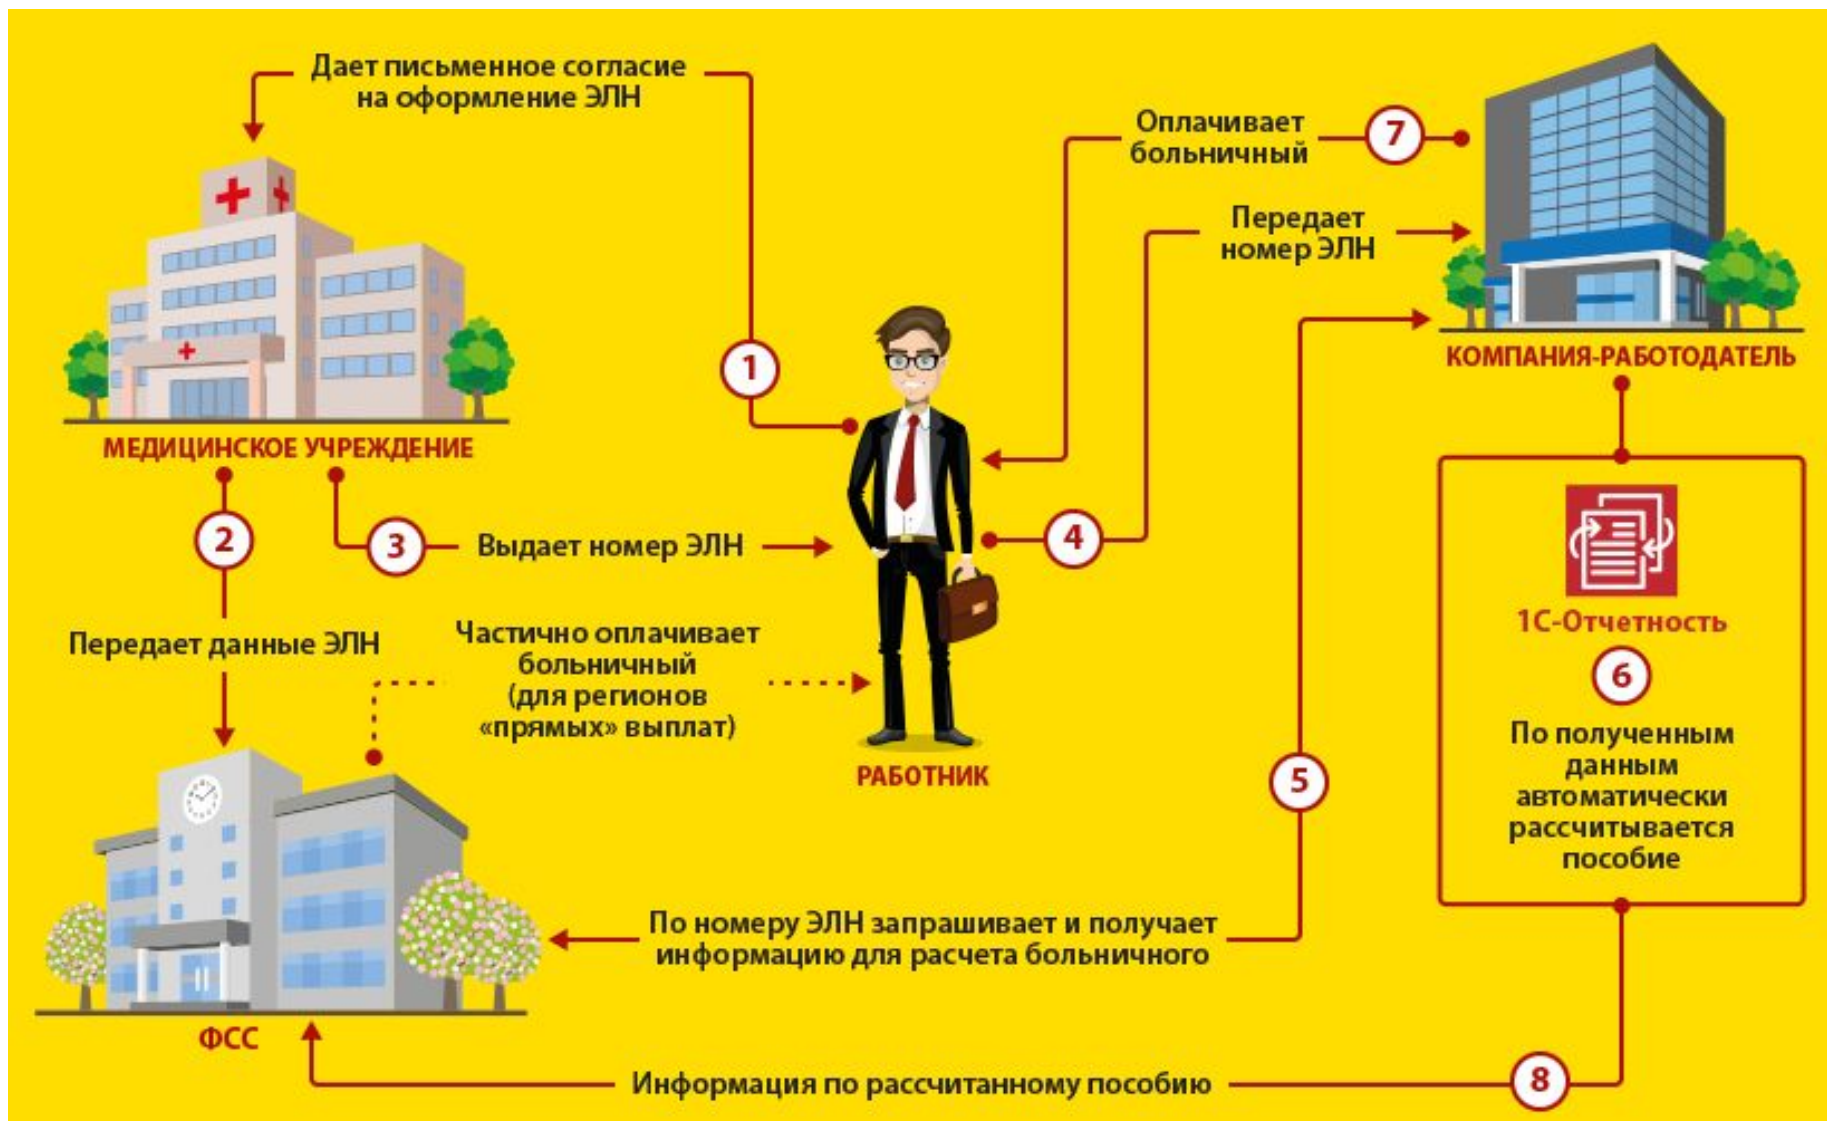 Дает письменное согласие
на оформление ЭЛН
Оплачивает
больничный
7
Передает
номер ЭЛН
1
КОМПАНИЯ-РАБОТОДАТЕЛЬ
МЕДИЦИНСКОЕ УЧРЕЖДЕНИЕ
2
3
Выдает номер ЭЛН
4
1С-Отчетность
6
По полученным
данным
автоматически
рассчитывается
пособие
Передает данные ЭЛН
Частично оплачивает
больничный
(для регионов
«прямых» выплат)
РАБОТНИК
5
По номеру ЭЛН запрашивает и получает
информацию для расчета больничного
ФСС
Информация по рассчитанному пособию
8